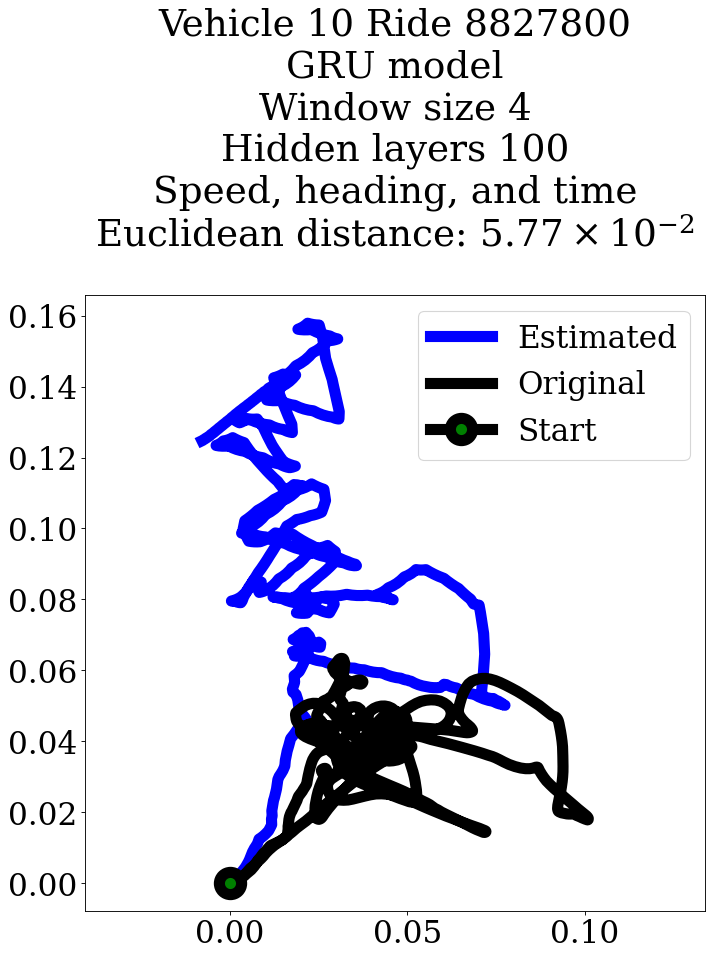 Vehicle 10 Ride 8827800
GRU model
Window size 4
Hidden layers 100
Speed, heading, and time
Euclidean distance: 5.77 × 10⁻²
Estimated
Original
Start
0.16
0.14
0.12
0.10
0.08
0.06
0.04
0.02
0.00
0.00 0.05 0.10